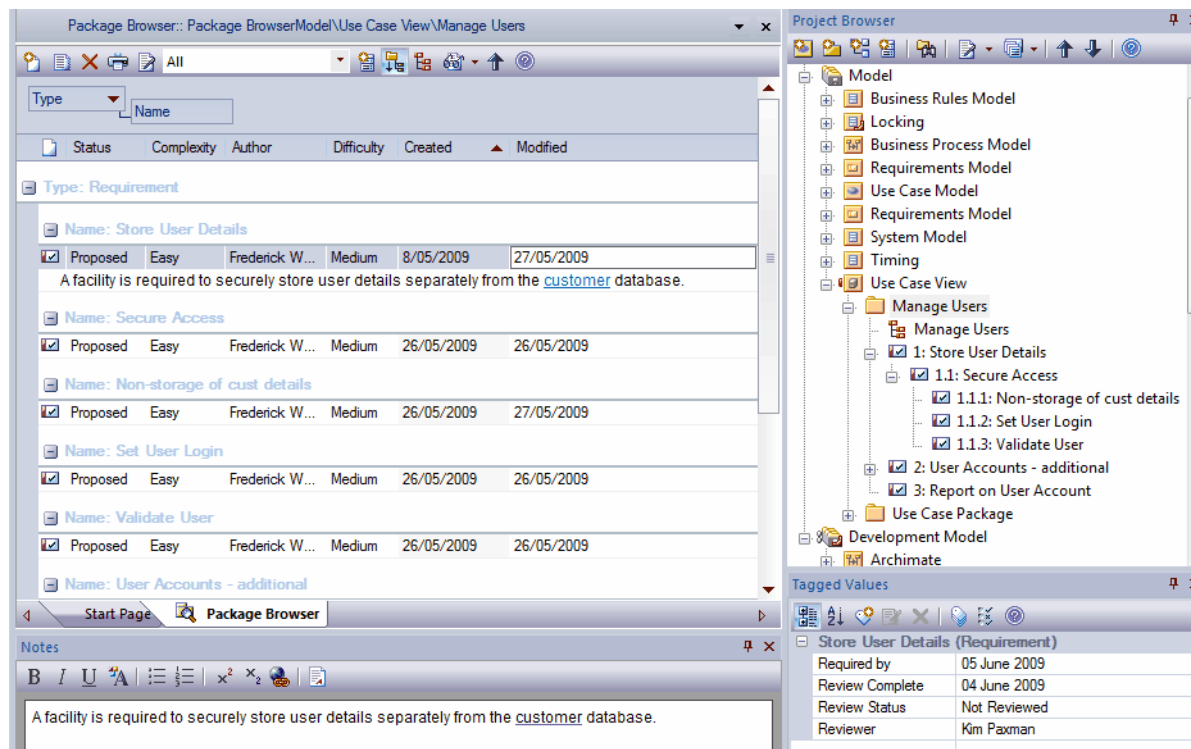 Package Browser:: Package BrowserModel\Use Case View\Manage Users
All
Type
Name
Status Complexity Author Difficulty Created Modified
Type: Requirement
Name: Store User Details
Proposed Easy Frederick W... Medium 8/05/2009 27/05/2009
A facility is required to securely store user details separately from the customer database.
Name: Secure Access
Proposed Easy Frederick W... Medium 26/05/2009 26/05/2009
Name: Non-storage of cust details
Proposed Easy Frederick W... Medium 26/05/2009 27/05/2009
Name: Set User Login
Proposed Easy Frederick W... Medium 26/05/2009 26/05/2009
Name: Validate User
Proposed Easy Frederick W... Medium 26/05/2009 26/05/2009
Name: User Accounts - additional
Start Page Package Browser
Notes
B I U A x² x₂
A facility is required to securely store user details separately from the customer database.
Project Browser
Model
Business Rules Model
Locking
Business Process Model
Requirements Model
Use Case Model
Requirements Model
System Model
Timing
Use Case View
Manage Users
Manage Users
1: Store User Details
1.1: Secure Access
1.1.1: Non-storage of cust details
1.1.2: Set User Login
1.1.3: Validate User
2: User Accounts - additional
3: Report on User Account
Use Case Package
Development Model
Archimate
Tagged Values
Store User Details (Requirement)
Required by 05 June 2009
Review Complete 04 June 2009
Review Status Not Reviewed
Reviewer Kim Paxman